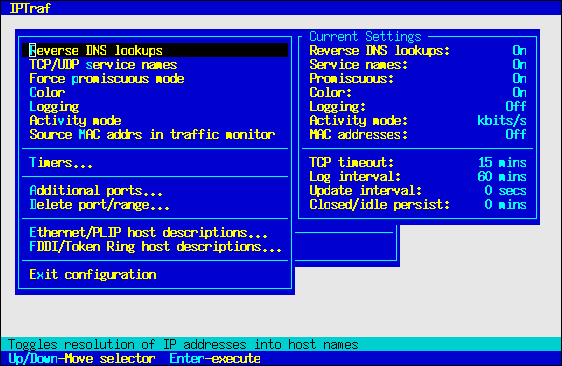 IPTraf
Reverse DNS lookups
TCP/UDP service names
Force promiscuous mode
Color
Logging
Activity mode
Source MAC addrs in traffic monitor
Timers...
Additional ports...
Delete port/range...
Ethernet/PLIP host descriptions...
FDDI/Token Ring host descriptions...
Exit configuration
Current Settings
Reverse DNS lookups: On
Service names: On
Promiscuous: On
Color: On
Logging: Off
Activity mode: kbits/s
MAC addresses: Off
TCP timeout: 15 mins
Log interval: 60 mins
Update interval: 0 secs
Closed/idle persist: 0 mins
Toggles resolution of IP addresses into host names
Up/Down-Move selector Enter-execute